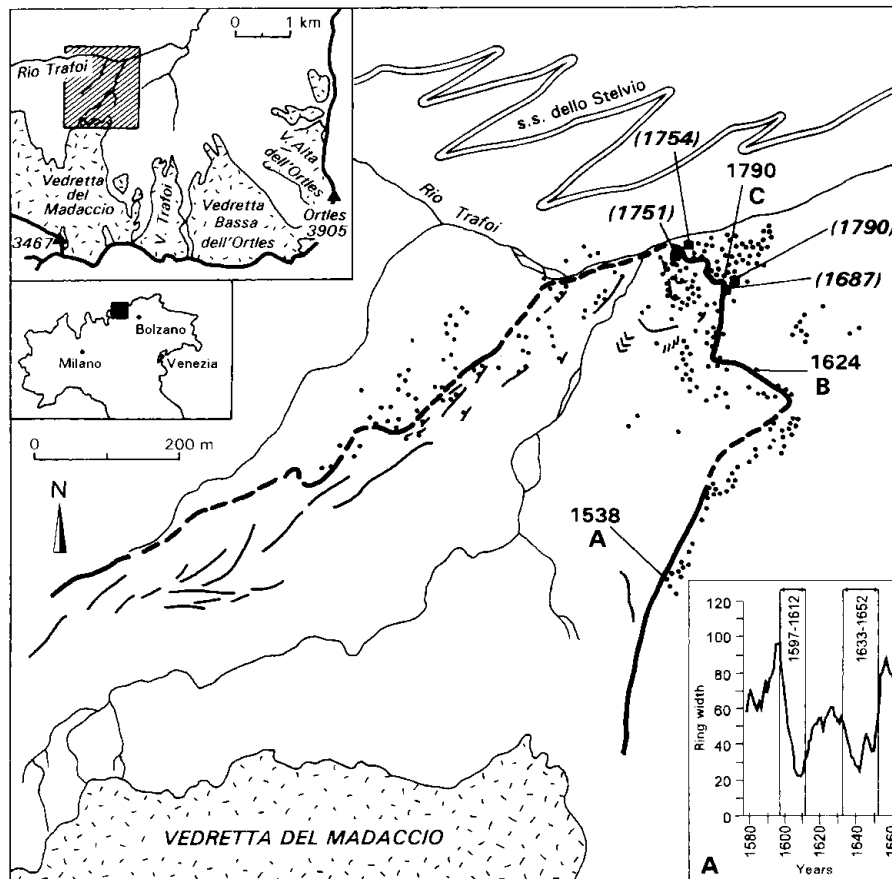 0 1 km
Rio Trafoi
Vedretta
del
Madaccio
V. Trafoi
Vedretta
Bassa
dell'Ortles
V. Alta
dell'Ortles
Ortles
3905
3467
Bolzano
Milano
Venezia
0 200 m
N
s.s. dello Stelvio
Rio Trafoi
(1754)
(1751)
1790
C
(1790)
(1687)
1624
B
1538
A
VEDRETTA DEL MADACCIO
120
100
80
60
40
20
0
Ring width
1597-1612
1633-1652
1580 1600 1620 1640 1660
Years
A